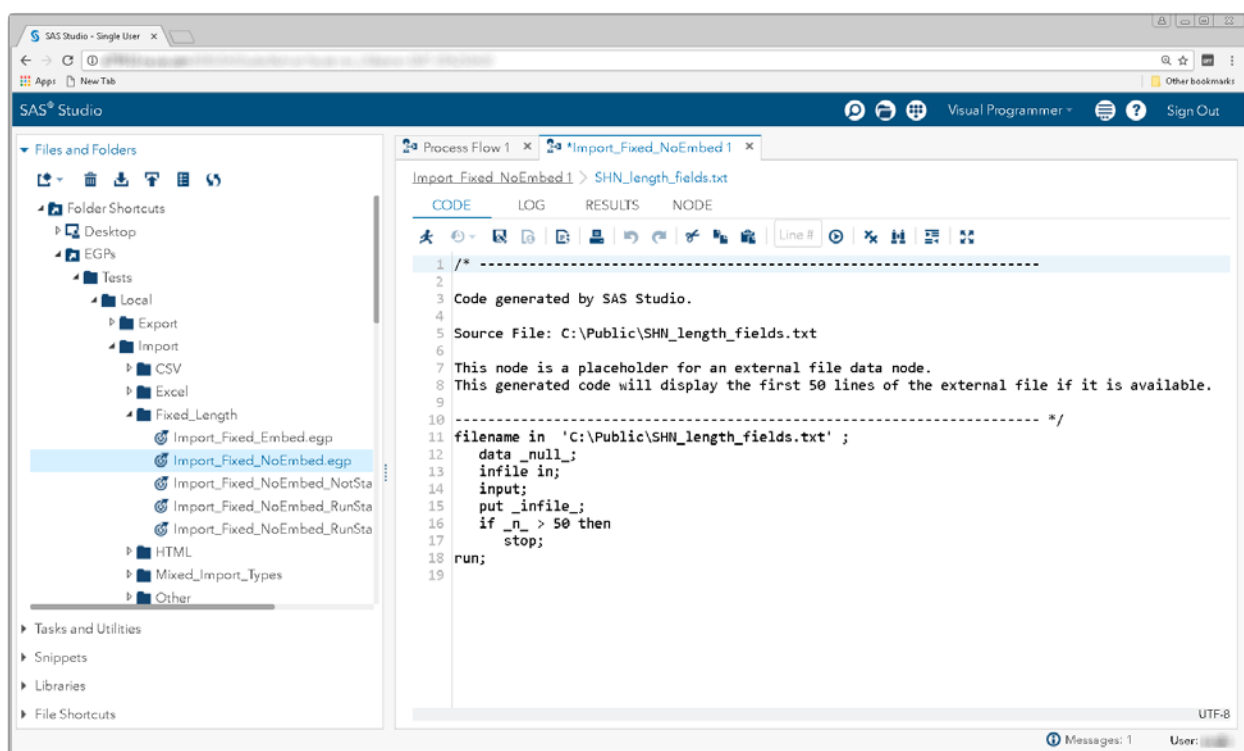 SAS Studio - Single User ×
Apps New Tab Other bookmarks
SAS® Studio Visual Programmer ? Sign Out
Files and Folders
Folder Shortcuts
Desktop
EGPs
Tests
Local
Export
Import
CSV
Excel
Fixed_Length
Import_Fixed_Embed.egp
Import_Fixed_NoEmbed.egp
Import_Fixed_NoEmbed_NotSta
Import_Fixed_NoEmbed_RunSta
Import_Fixed_NoEmbed_RunSta
HTML
Mixed_Import_Types
Other
Tasks and Utilities
Snippets
Libraries
File Shortcuts
Process Flow 1 × *Import_Fixed_NoEmbed 1 ×
Import_Fixed_NoEmbed 1 > SHN_length_fields.txt
CODE LOG RESULTS NODE
Line #
1 /* --------------------------------------------------------------------
2
3 Code generated by SAS Studio.
4
5 Source File: C:\Public\SHN_length_fields.txt
6
7 This node is a placeholder for an external file data node.
8 This generated code will display the first 50 lines of the external file if it is available.
9
10 ----------------------------------------------------------------------- */
11 filename in  'C:\Public\SHN_length_fields.txt' ;
12    data _null_;
13    infile in;
14    input;
15    put _infile_;
16    if _n_ > 50 then
17       stop;
18 run;
19
UTF-8
Messages: 1 User: